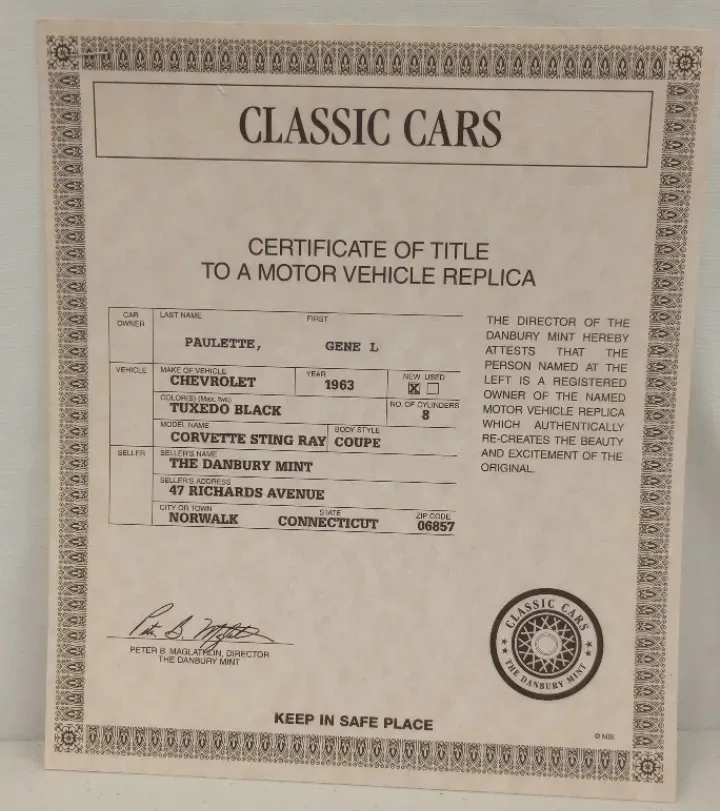 CLASSIC CARS
CERTIFICATE OF TITLE
TO A MOTOR VEHICLE REPLICA
CAR OWNER
LAST NAME FIRST
PAULETTE, GENE L
VEHICLE
MAKE OF VEHICLE YEAR NEW USED
CHEVROLET 1963 X
COLOR(S) (Max. two) NO. OF CYLINDERS
TUXEDO BLACK 8
MODEL NAME BODY STYLE
CORVETTE STING RAY COUPE
SELLER
SELLER'S NAME
THE DANBURY MINT
SELLER'S ADDRESS
47 RICHARDS AVENUE
CITY OR TOWN STATE ZIP CODE
NORWALK CONNECTICUT 06857
THE DIRECTOR OF THE
DANBURY MINT HEREBY
ATTESTS THAT THE
PERSON NAMED AT THE
LEFT IS A REGISTERED
OWNER OF THE NAMED
MOTOR VEHICLE REPLICA
WHICH AUTHENTICALLY
RE-CREATES THE BEAUTY
AND EXCITEMENT OF THE
ORIGINAL.
Peter B. Maglathlin
PETER B. MAGLATHLIN, DIRECTOR
THE DANBURY MINT
CLASSIC CARS
THE DANBURY MINT
KEEP IN SAFE PLACE
© MBI